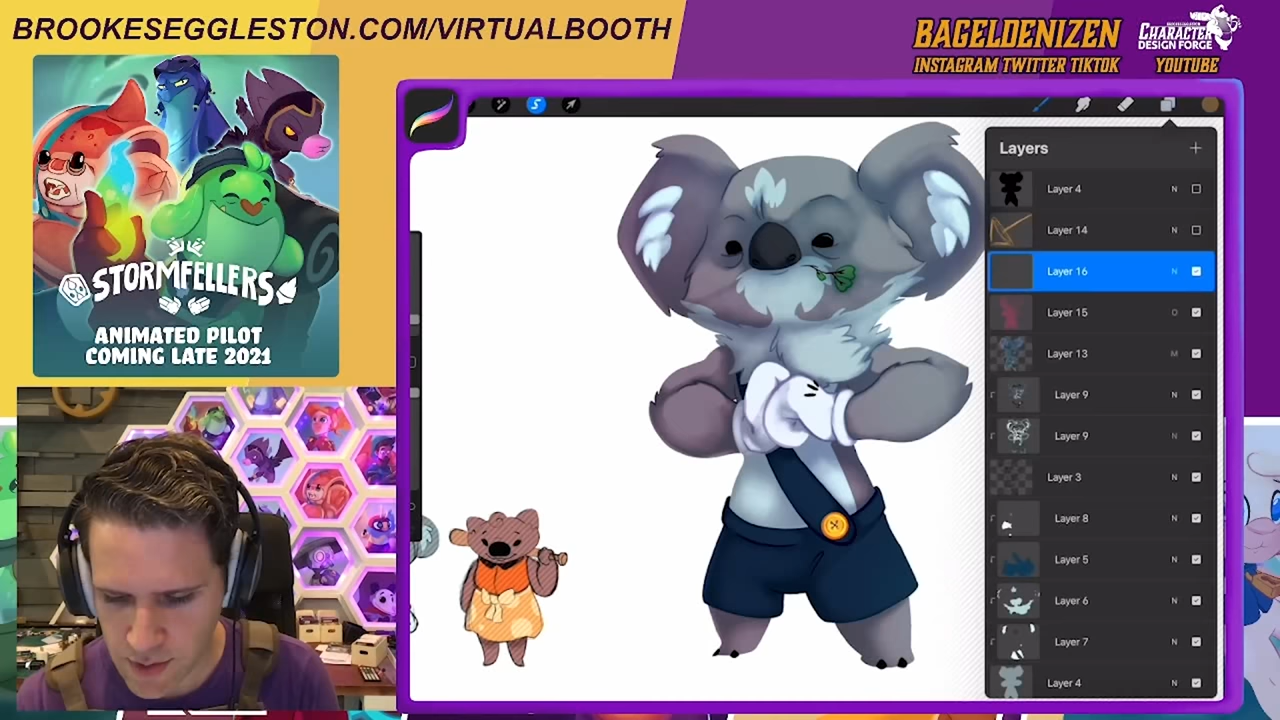 BROOKESEGGLESTON.COM/VIRTUALBOOTH
BAGELDENIZEN
INSTAGRAM TWITTER TIKTOK
CHARACTER
DESIGN FORGE
YOUTUBE
STORMFELLERS
ANIMATED PILOT
COMING LATE 2021
S
Layers +
Layer 4 N
Layer 14 N
Layer 16 N
Layer 15 O
Layer 13 M
Layer 9 N
Layer 9 N
Layer 3 N
Layer 8 N
Layer 5 N
Layer 6 N
Layer 7 N
Layer 4 N